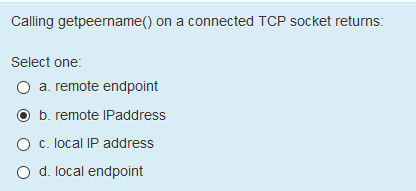 Calling getpeername() on a connected TCP socket returns:
Select one:
a. remote endpoint
b. remote IPaddress
c. local IP address
d. local endpoint